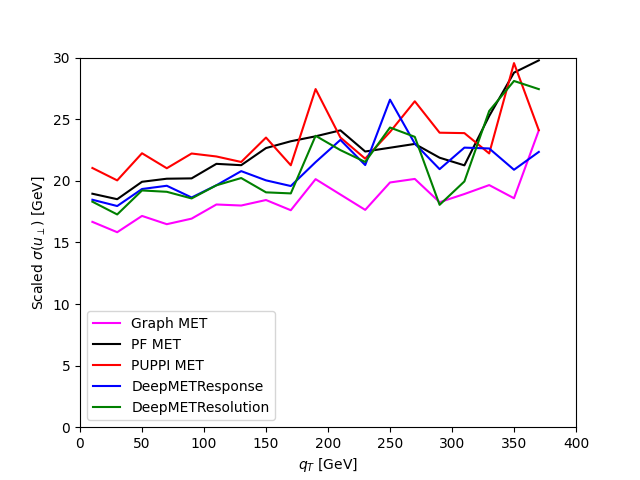 30
25
20
15
10
5
0
Scaled σ(u⊥) [GeV]
Graph MET
PF MET
PUPPI MET
DeepMETResponse
DeepMETResolution
0 50 100 150 200 250 300 350 400
qT [GeV]